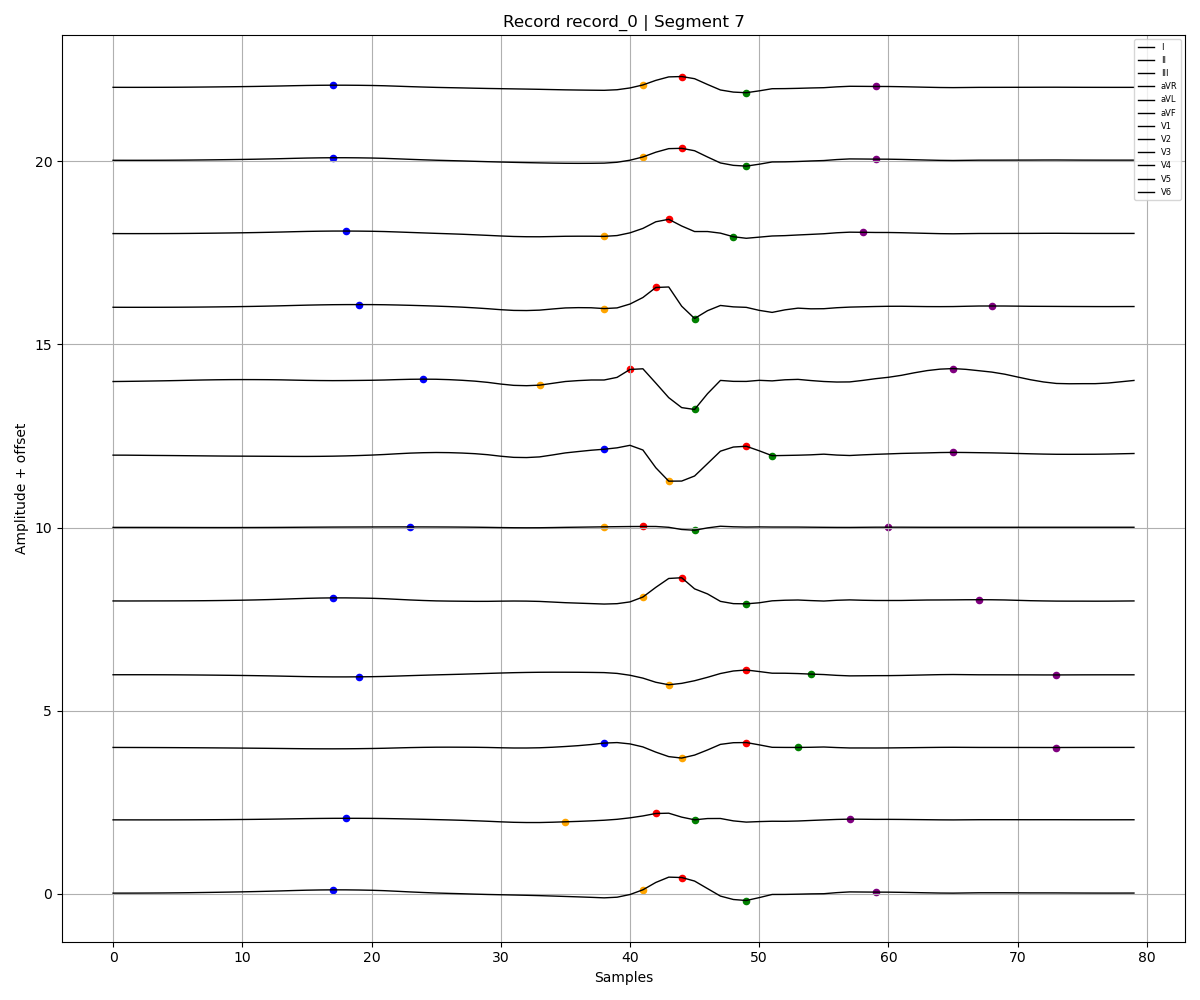 Record record_0 | Segment 7
I
II
III
aVR
aVL
aVF
V1
V2
V3
V4
V5
V6
20
15
10
5
0
Amplitude + offset
0 10 20 30 40 50 60 70 80
Samples